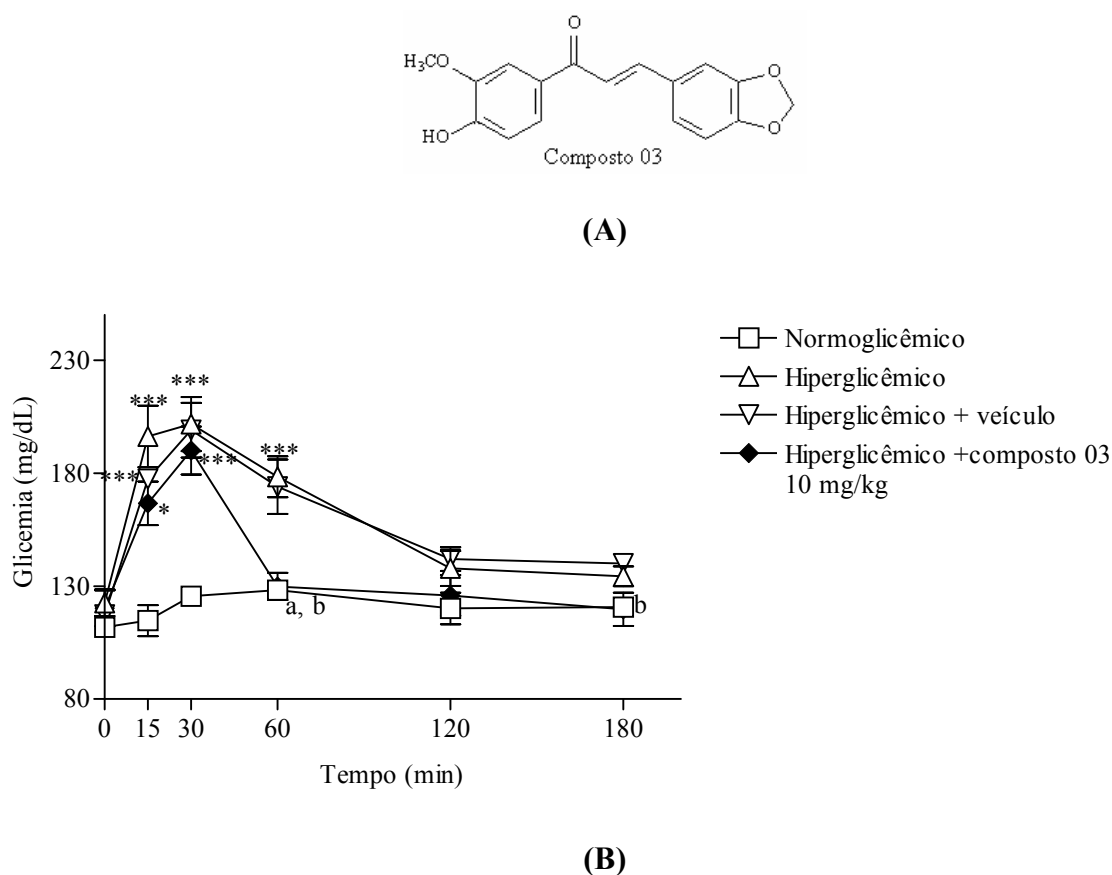 O
H₃CO
O
O
HO
Composto 03
(A)
230
180
130
80
Glicemia (mg/dL)
***
***
***
***
***
*
a, b
b
0 15 30 60 120 180
Tempo (min)
Normoglicêmico
Hiperglicêmico
Hiperglicêmico + veículo
Hiperglicêmico +composto 03
10 mg/kg
(B)